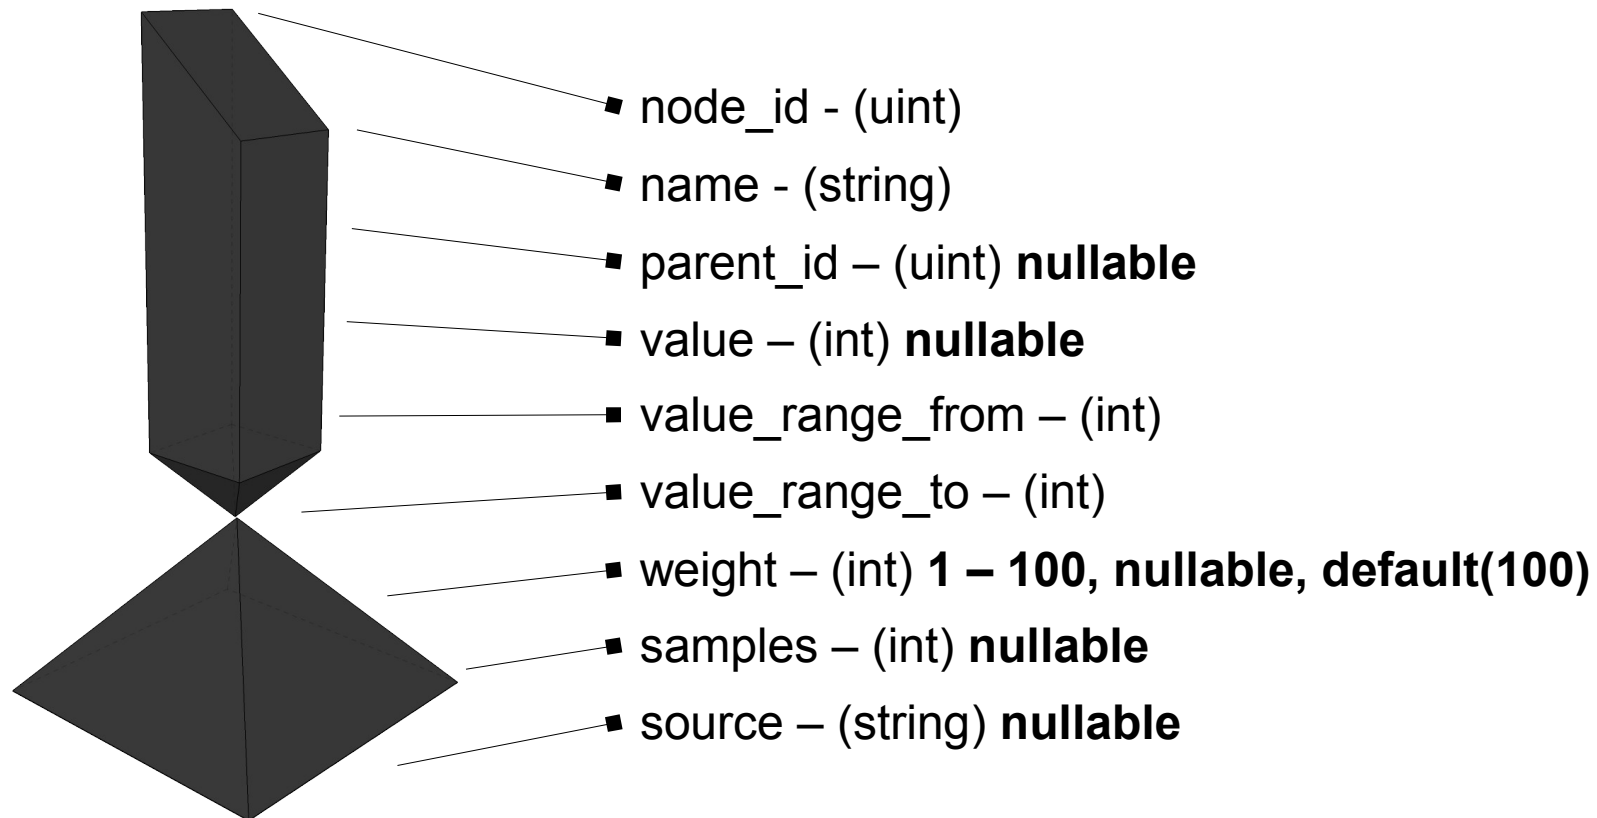 node_id - (uint)
name - (string)
parent_id – (uint) nullable
value – (int) nullable
value_range_from – (int)
value_range_to – (int)
weight – (int) 1 – 100, nullable, default(100)
samples – (int) nullable
source – (string) nullable